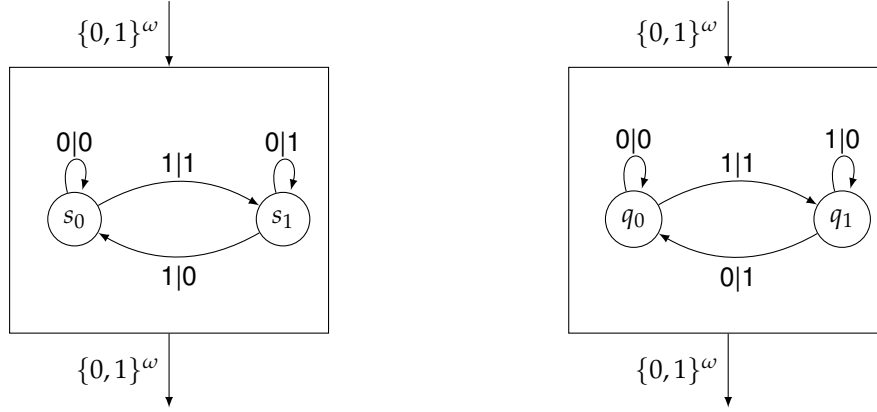 {0, 1}^ω {0, 1}^ω
0|0 1|1 0|1 0|0 1|1 1|0
s₀ s₁ q₀ q₁
1|0 0|1
{0, 1}^ω {0, 1}^ω